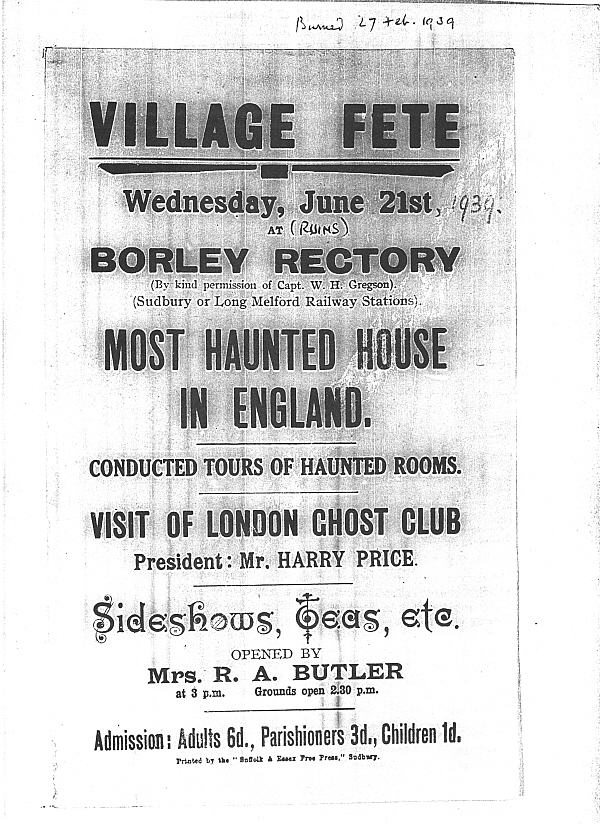 Burned 27 Feb. 1939
VILLAGE FETE
Wednesday, June 21st, 1939.
AT (RUINS)
BORLEY RECTORY
(By kind permission of Capt. W. H. Gregson).
(Sudbury or Long Melford Railway Stations).
MOST HAUNTED HOUSE
IN ENGLAND.
CONDUCTED TOURS OF HAUNTED ROOMS.
VISIT OF LONDON GHOST CLUB
President: Mr. HARRY PRICE.
Sideshows, Teas, etc.
OPENED BY
Mrs. R. A. BUTLER
at 3 p.m. Grounds open 2.30 p.m.
Admission: Adults 6d., Parishioners 3d., Children 1d.
Printed by the "Suffolk & Essex Free Press," Sudbury.